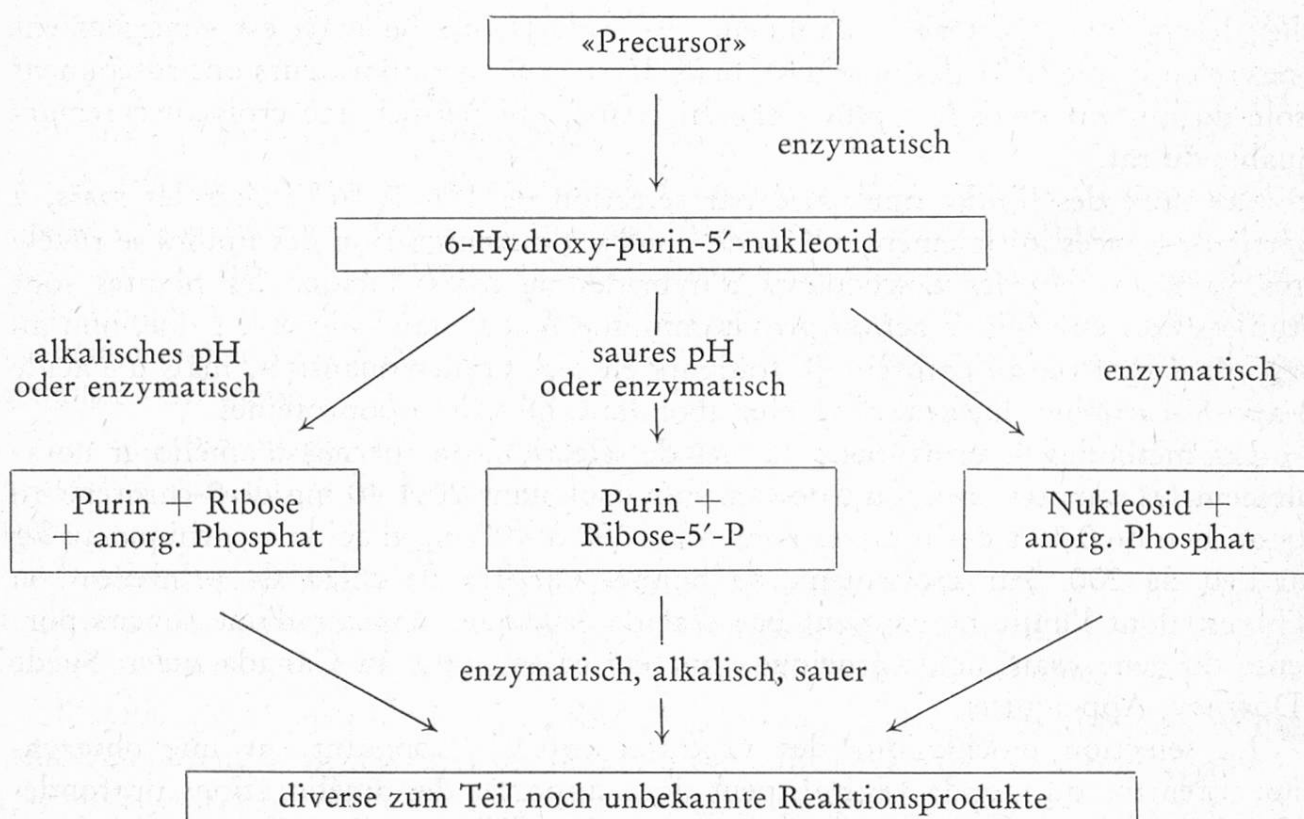 «Precursor»
enzymatisch
6-Hydroxy-purin-5′-nukleotid
alkalisches pH
oder enzymatisch
saures pH
oder enzymatisch
enzymatisch
Purin + Ribose
+ anorg. Phosphat
Purin +
Ribose-5′-P
Nukleosid +
anorg. Phosphat
enzymatisch, alkalisch, sauer
diverse zum Teil noch unbekannte Reaktionsprodukte